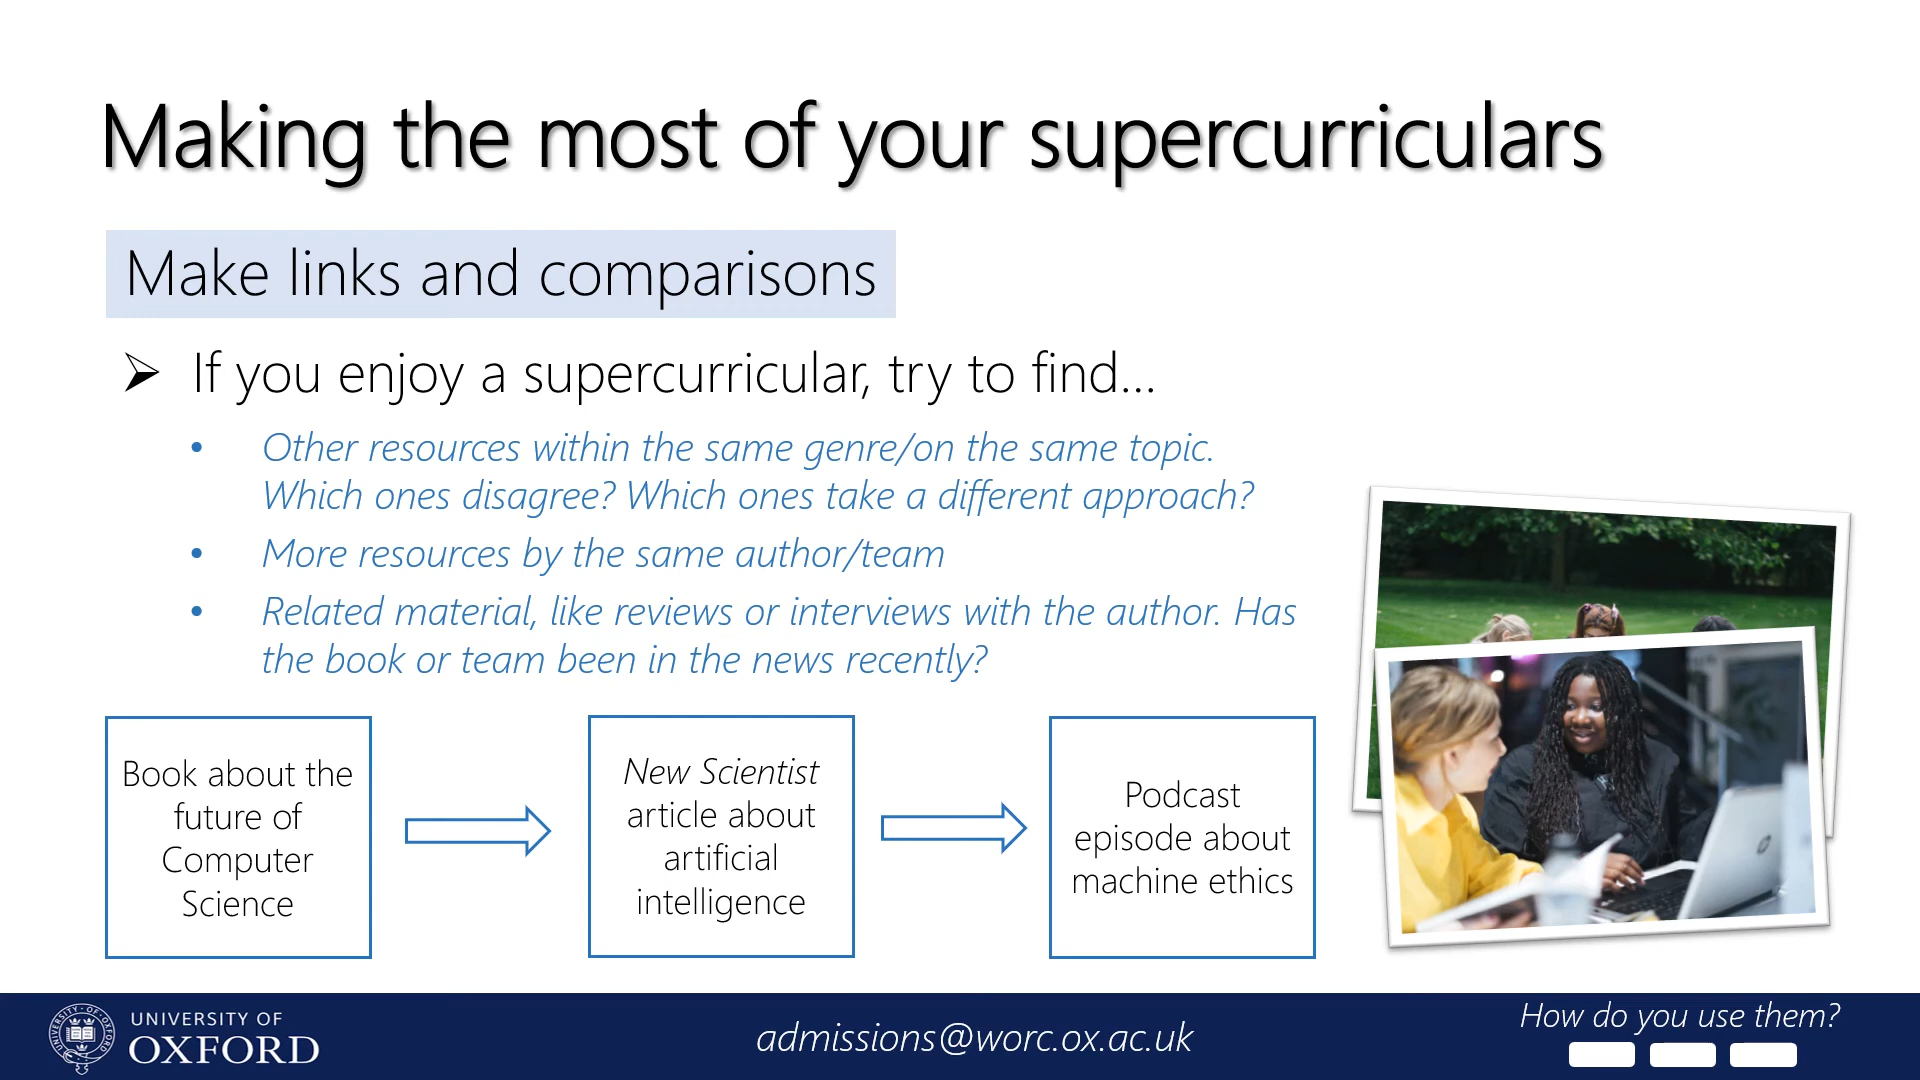 Making the most of your supercurriculars
Make links and comparisons
➢ If you enjoy a supercurricular, try to find...
• Other resources within the same genre/on the same topic.
Which ones disagree? Which ones take a different approach?
• More resources by the same author/team
• Related material, like reviews or interviews with the author. Has
the book or team been in the news recently?
Book about the
future of
Computer
Science
New Scientist
article about
artificial
intelligence
Podcast
episode about
machine ethics
UNIVERSITY OF
OXFORD
admissions@worc.ox.ac.uk
How do you use them?